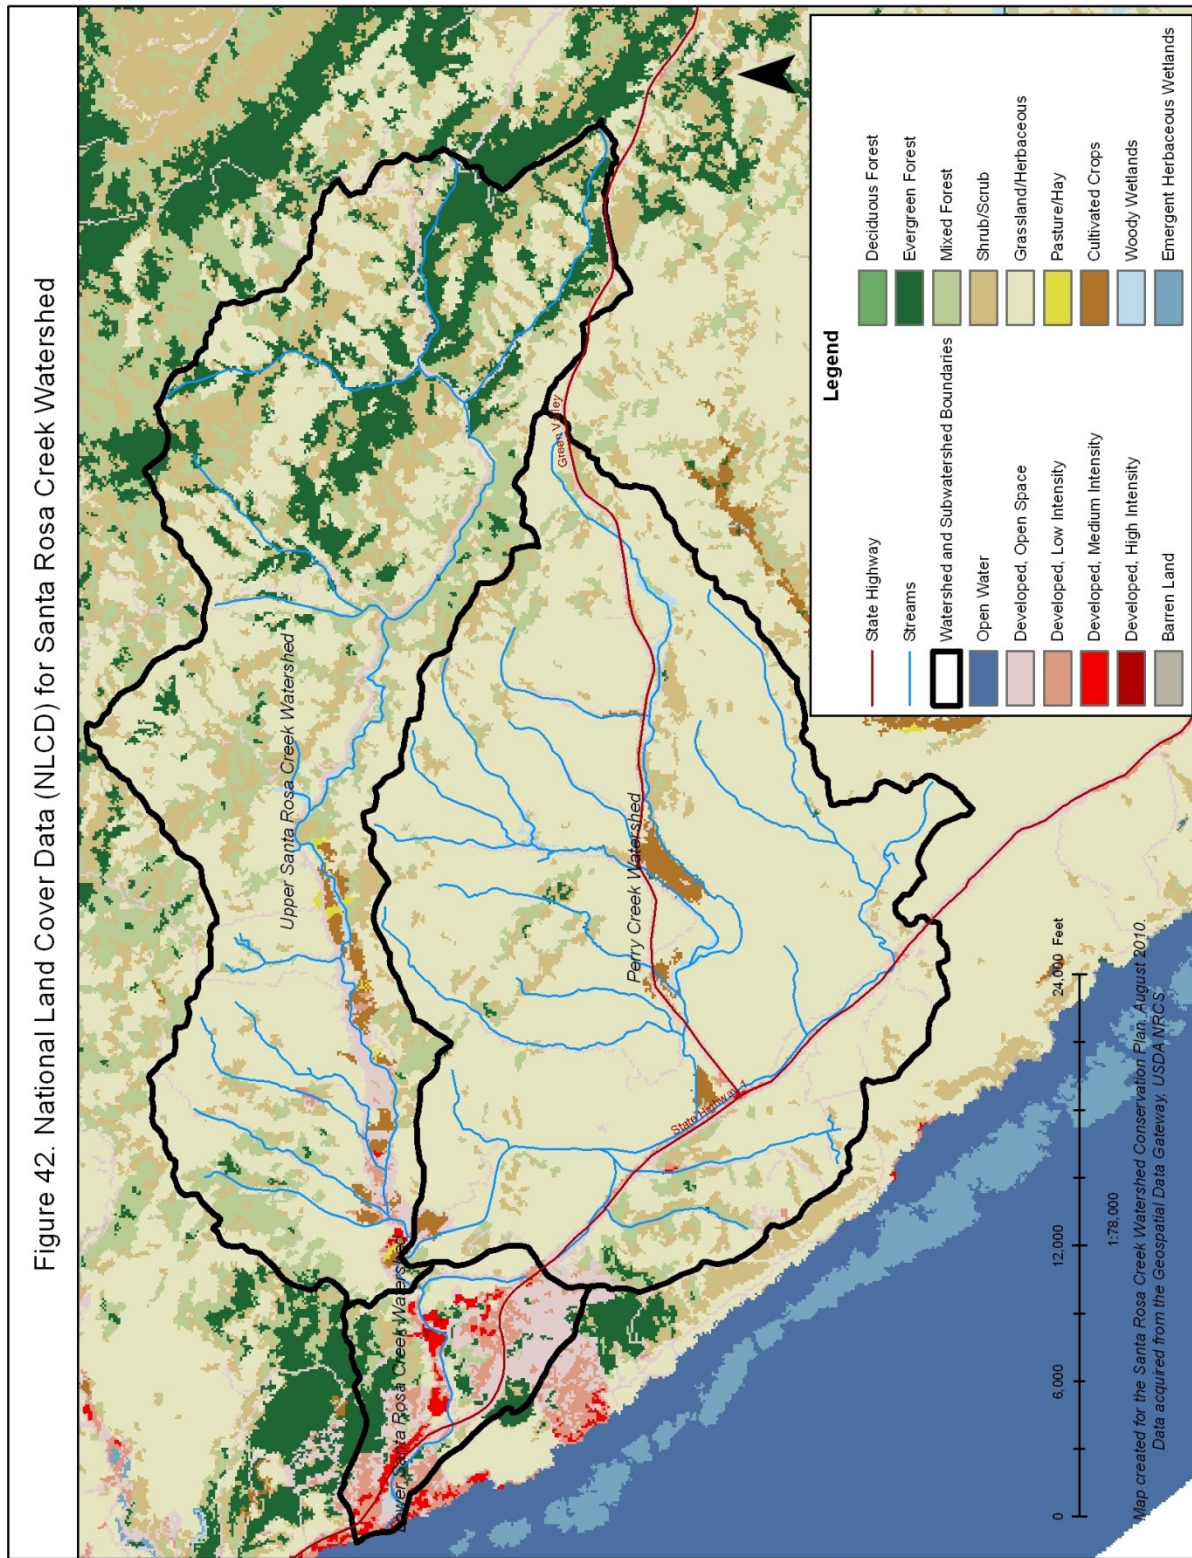 Figure 42. National Land Cover Data (NLCD) for Santa Rosa Creek Watershed
Upper Santa Rosa Creek Watershed
Lower Santa Rosa Creek Watershed
Perry Creek Watershed
Green Valley
State Highway 1
N
Legend
State Highway
Streams
Watershed and Subwatershed Boundaries
Open Water
Developed, Open Space
Developed, Low Intensity
Developed, Medium Intensity
Developed, High Intensity
Barren Land
Deciduous Forest
Evergreen Forest
Mixed Forest
Shrub/Scrub
Grassland/Herbaceous
Pasture/Hay
Cultivated Crops
Woody Wetlands
Emergent Herbaceous Wetlands
1:78,000
0 6,000 12,000 24,000 Feet
Map created for the Santa Rosa Creek Watershed Conservation Plan, August 2010.
Data acquired from the Geospatial Data Gateway, USDA NRCS.